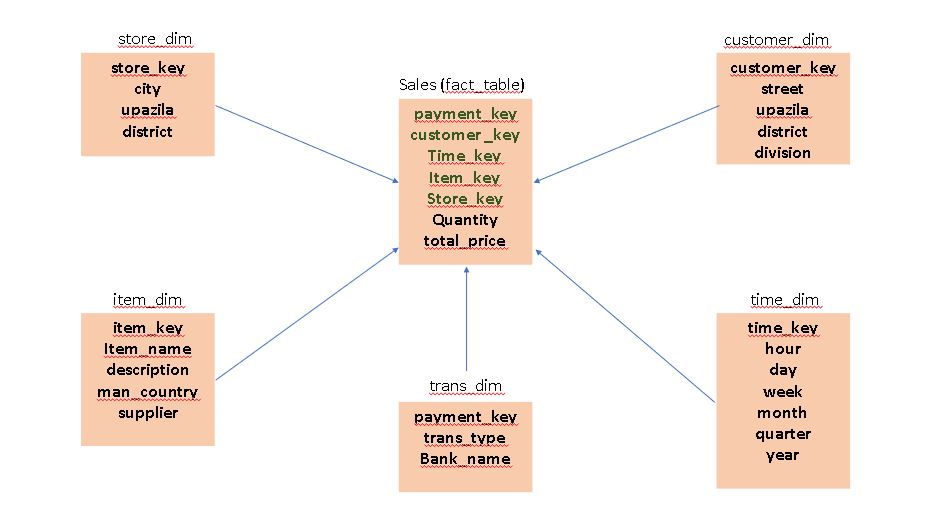 store_dim
store_key
city
upazila
district
customer_dim
customer_key
street
upazila
district
division
Sales (fact_table)
payment_key
customer_key
Time_key
Item_key
Store_key
Quantity
total_price
item_dim
item_key
Item_name
description
man_country
supplier
trans_dim
payment_key
trans_type
Bank_name
time_dim
time_key
hour
day
week
month
quarter
year